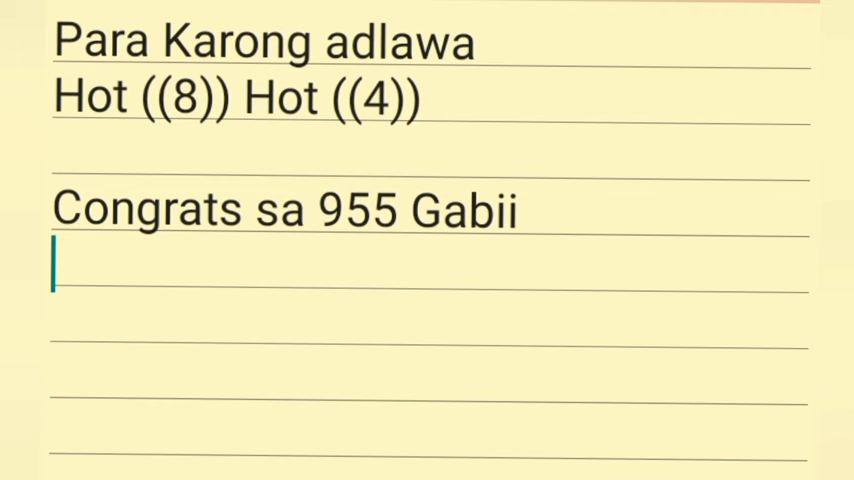 Para Karong adlawa
Hot ((8)) Hot ((4))
Congrats sa 955 Gabii